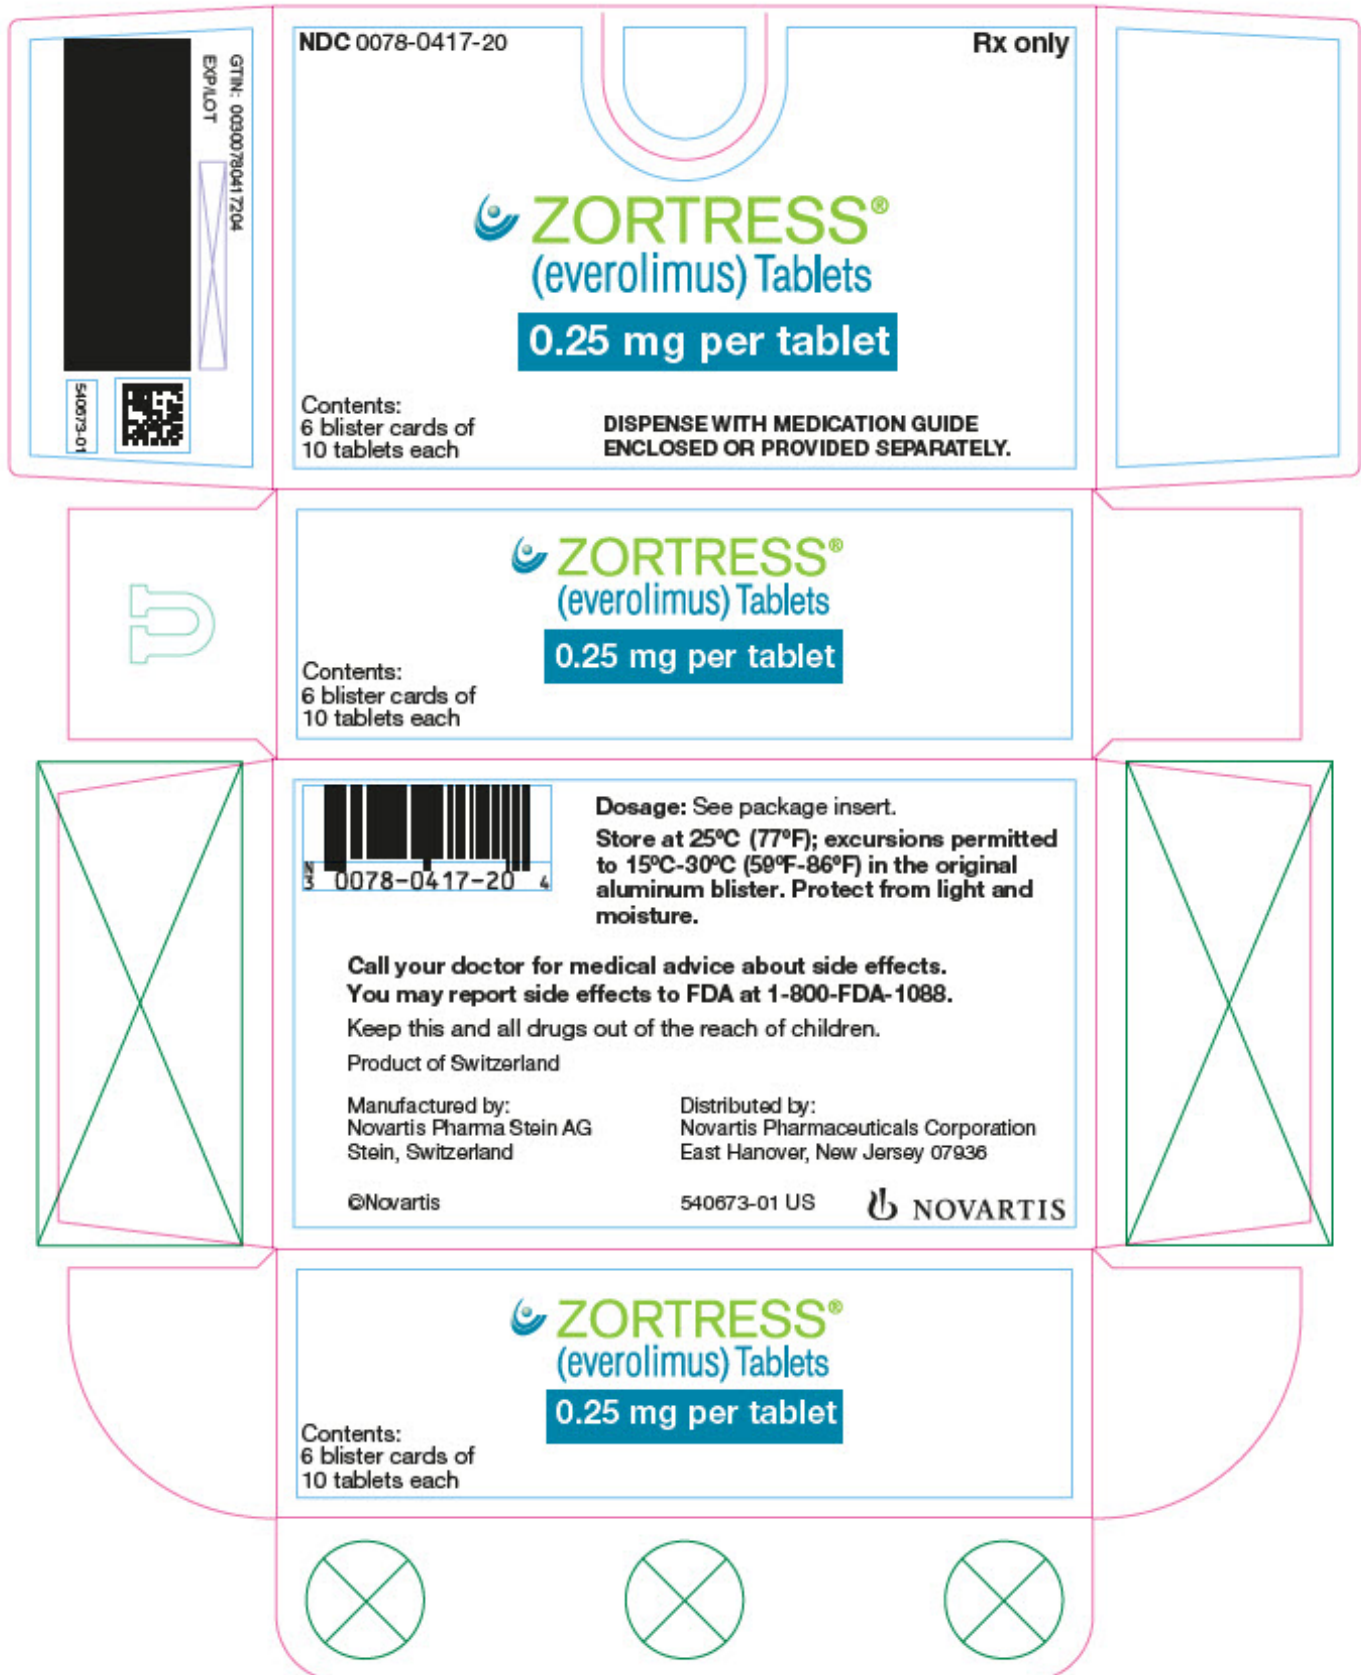 GTIN: 00300780417204
EXP/LOT
540673-01
NDC 0078-0417-20
Rx only
ZORTRESS®
(everolimus) Tablets
0.25 mg per tablet
Contents:
6 blister cards of
10 tablets each
DISPENSE WITH MEDICATION GUIDE
ENCLOSED OR PROVIDED SEPARATELY.
ZORTRESS®
(everolimus) Tablets
0.25 mg per tablet
Contents:
6 blister cards of
10 tablets each
U
N
3 0078-0417-20 4
Dosage: See package insert.
Store at 25ºC (77ºF); excursions permitted
to 15ºC-30ºC (59ºF-86ºF) in the original
aluminum blister. Protect from light and
moisture.
Call your doctor for medical advice about side effects.
You may report side effects to FDA at 1-800-FDA-1088.
Keep this and all drugs out of the reach of children.
Product of Switzerland
Manufactured by:
Novartis Pharma Stein AG
Stein, Switzerland
Distributed by:
Novartis Pharmaceuticals Corporation
East Hanover, New Jersey 07936
©Novartis
540673-01 US
NOVARTIS
ZORTRESS®
(everolimus) Tablets
0.25 mg per tablet
Contents:
6 blister cards of
10 tablets each